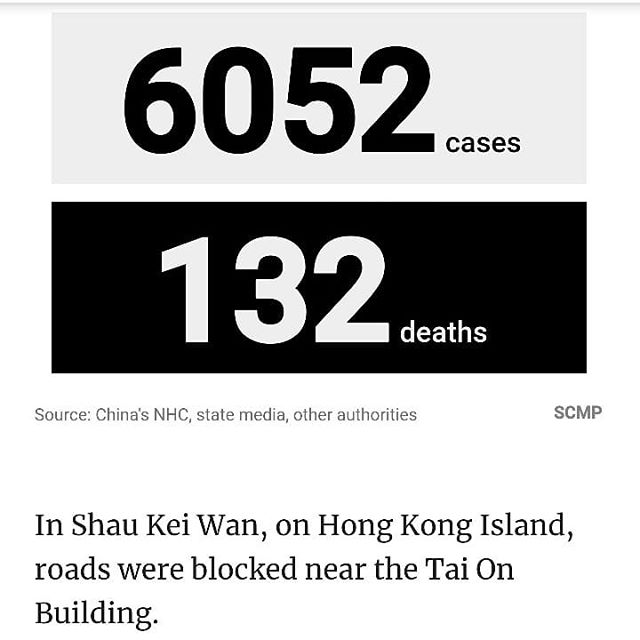 6052 cases
132 deaths
Source: China's NHC, state media, other authorities SCMP
In Shau Kei Wan, on Hong Kong Island,
roads were blocked near the Tai On
Building.